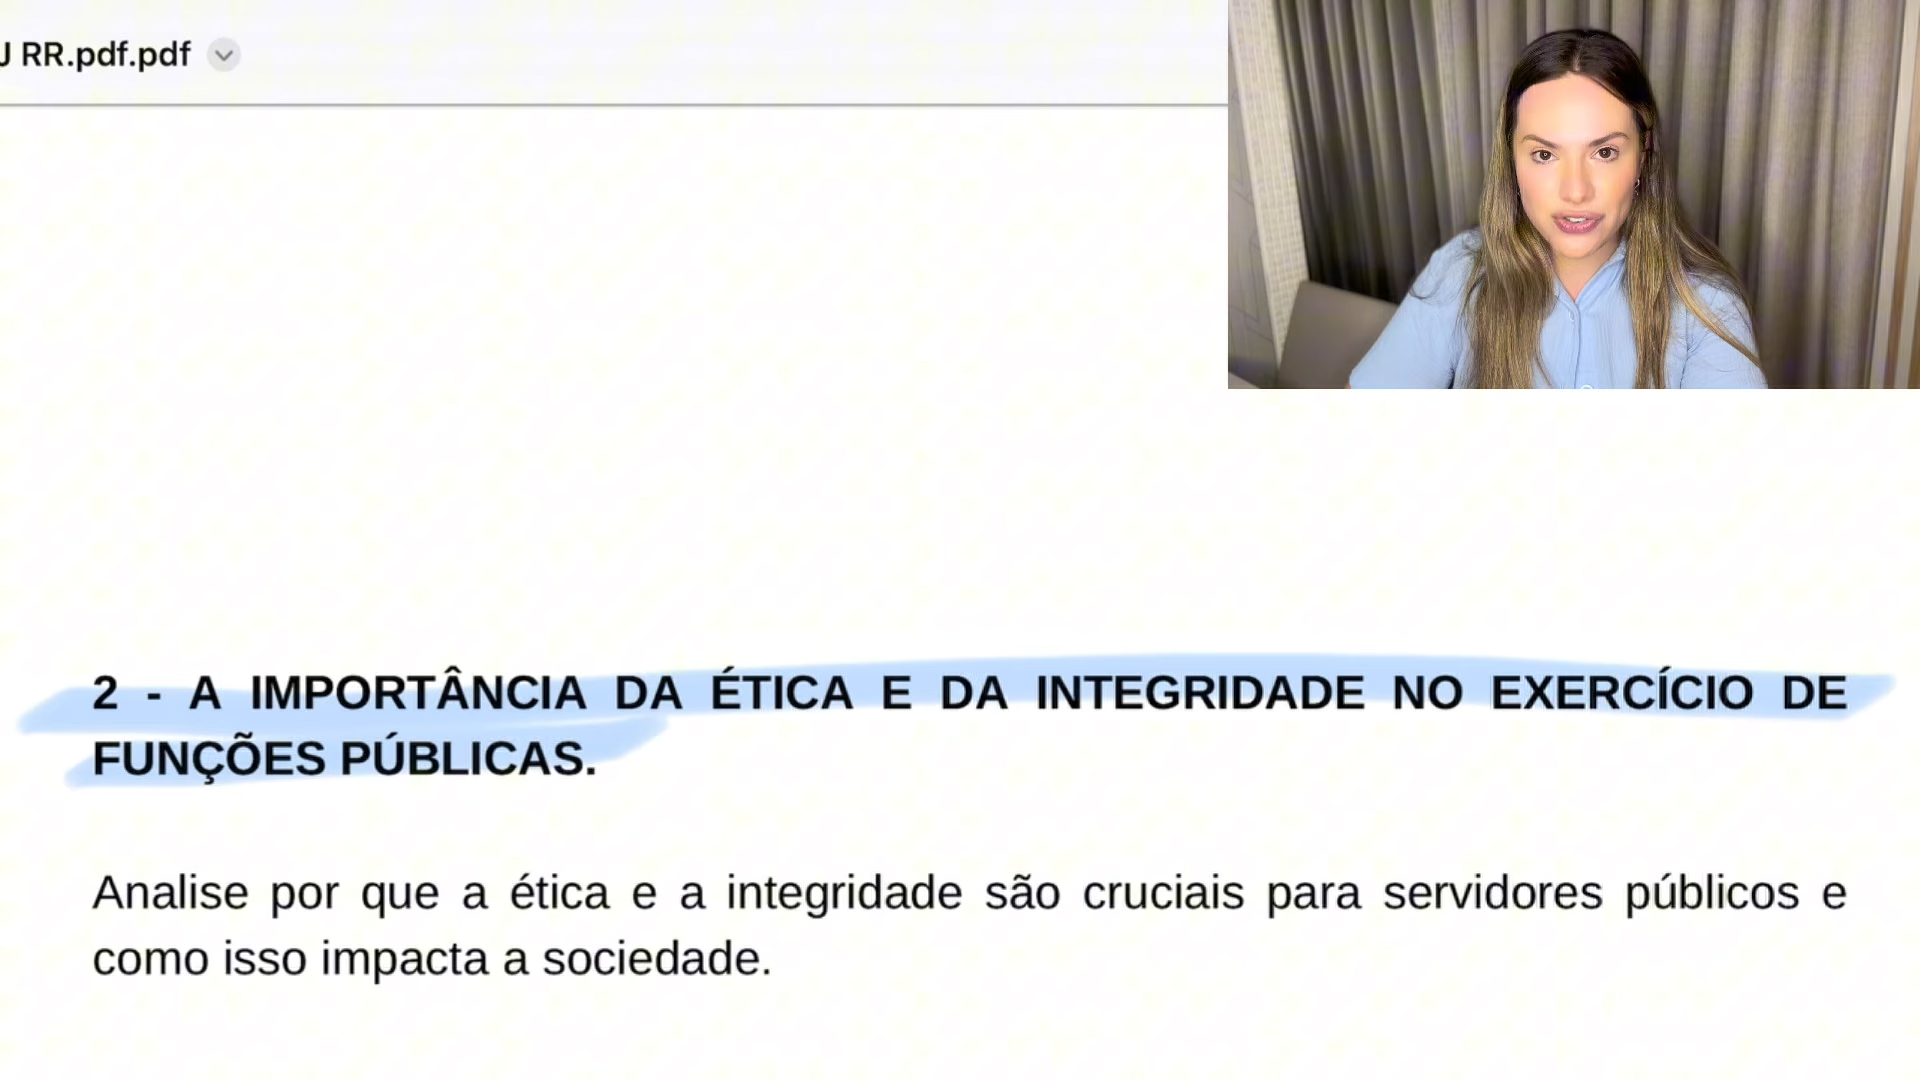 J RR.pdf.pdf
2 - A IMPORTÂNCIA DA ÉTICA E DA INTEGRIDADE NO EXERCÍCIO DE
FUNÇÕES PÚBLICAS.
Analise por que a ética e a integridade são cruciais para servidores públicos e
como isso impacta a sociedade.